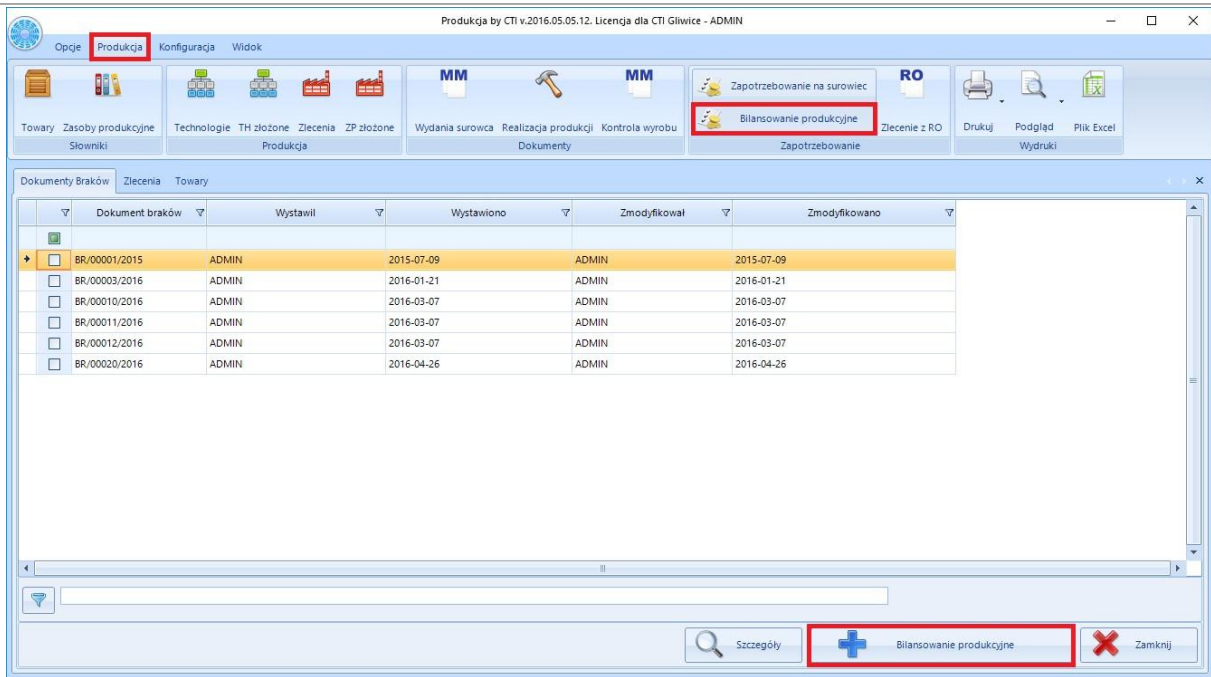 Produkcja by CTI v.2016.05.05.12. Licencja dla CTI Gliwice - ADMIN
Opcje Produkcja Konfiguracja Widok
MM MM Zapotrzebowanie na surowiec RO
Bilansowanie produkcyjne
Towary Zasoby produkcyjne Technologie TH złożone Zlecenia ZP złożone Wydania surowca Realizacja produkcji Kontrola wyrobu Zlecenie z RO Drukuj Podgląd Plik Excel
Słowniki Produkcja Dokumenty Zapotrzebowanie Wydruki
Dokumenty Braków Zlecenia Towary
Dokument braków Wystawił Wystawiono Zmodyfikował Zmodyfikowano
BR/00001/2015 ADMIN 2015-07-09 ADMIN 2015-07-09
BR/00003/2016 ADMIN 2016-01-21 ADMIN 2016-01-21
BR/00010/2016 ADMIN 2016-03-07 ADMIN 2016-03-07
BR/00011/2016 ADMIN 2016-03-07 ADMIN 2016-03-07
BR/00012/2016 ADMIN 2016-03-07 ADMIN 2016-03-07
BR/00020/2016 ADMIN 2016-04-26 ADMIN 2016-04-26
Szczegóły Bilansowanie produkcyjne Zamknij